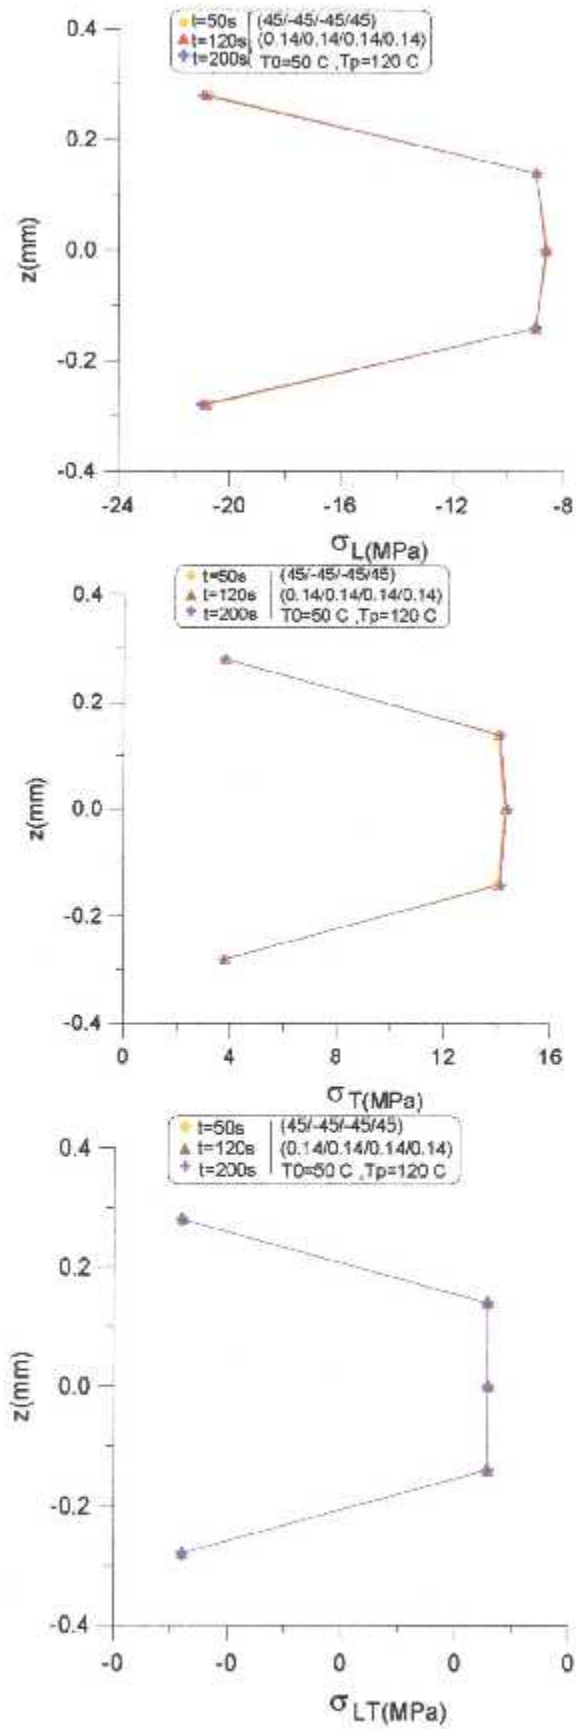 t=50s (45/-45/-45/45)
t=120s (0.14/0.14/0.14/0.14)
t=200s T0=50 C ,Tp=120 C
0.4
0.2
0.0
-0.2
-0.4
z(mm)
-24 -20 -16 -12 -8
σL(MPa)
t=50s (45/-45/-45/45)
t=120s (0.14/0.14/0.14/0.14)
t=200s T0=50 C ,Tp=120 C
0.4
0.2
0.0
-0.2
-0.4
z(mm)
0 4 8 12 16
σT(MPa)
t=50s (45/-45/-45/45)
t=120s (0.14/0.14/0.14/0.14)
t=200s T0=50 C ,Tp=120 C
0.4
0.2
0.0
-0.2
-0.4
z(mm)
-0 -0 0 0 0
σLT(MPa)